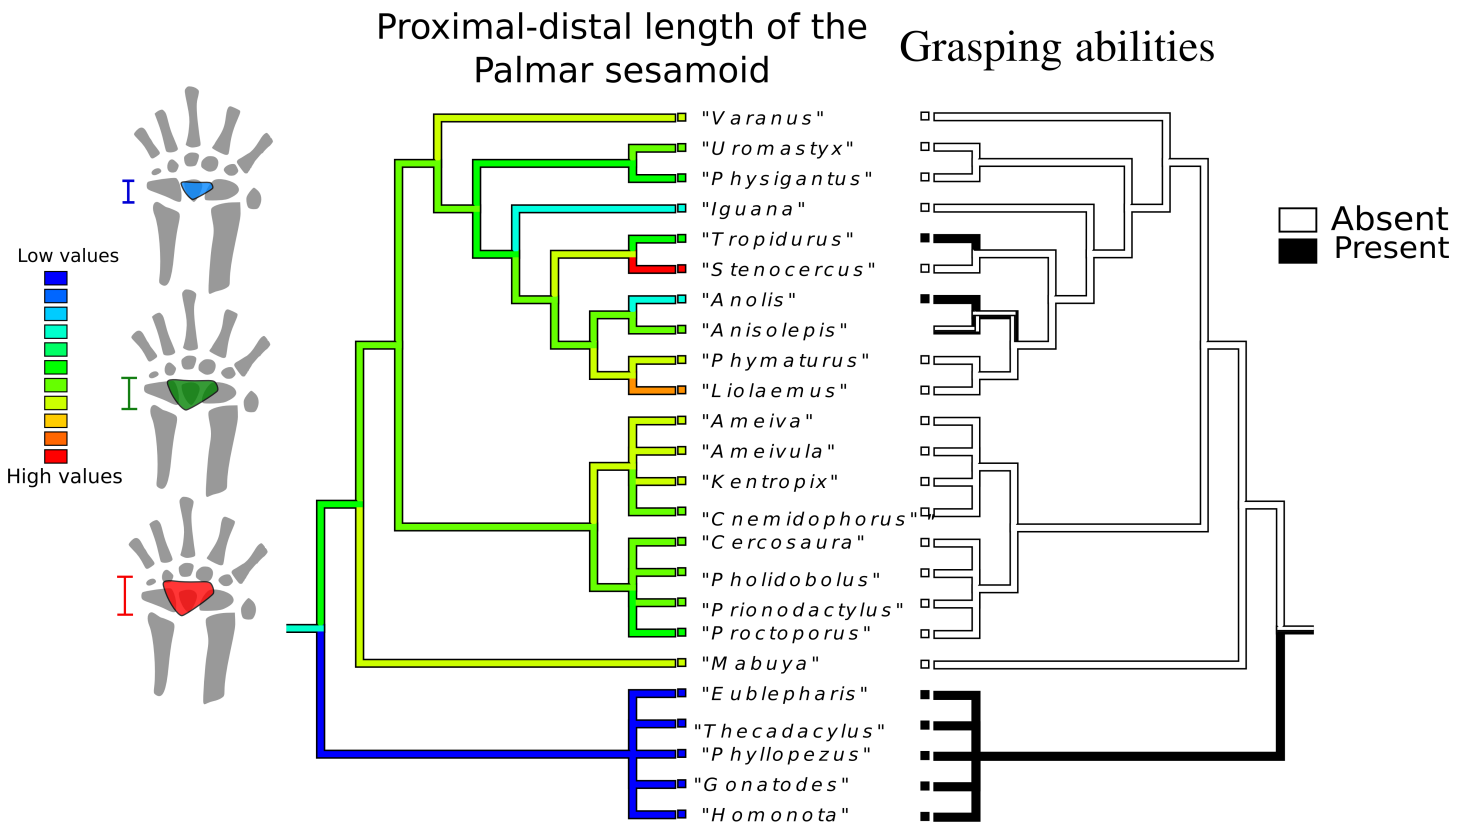 Proximal-distal length of the
Palmar sesamoid
Grasping abilities
Low values
High values
"Varanus"
"Uromastyx"
"Physigantus"
"Iguana"
"Tropidurus"
"Stenocercus"
"Anolis"
"Anisolepis"
"Phymaturus"
"Liolaemus"
"Ameiva"
"Ameivula"
"Kentropix"
"Cnemidophorus" "
"Cercosaura"
"Pholidobolus"
"Prionodactylus"
"Proctoporus"
"Mabuya"
"Eublepharis"
"Thecadacylus"
"Phyllopezus"
"Gonatodes"
"Homonota"
Absent
Present